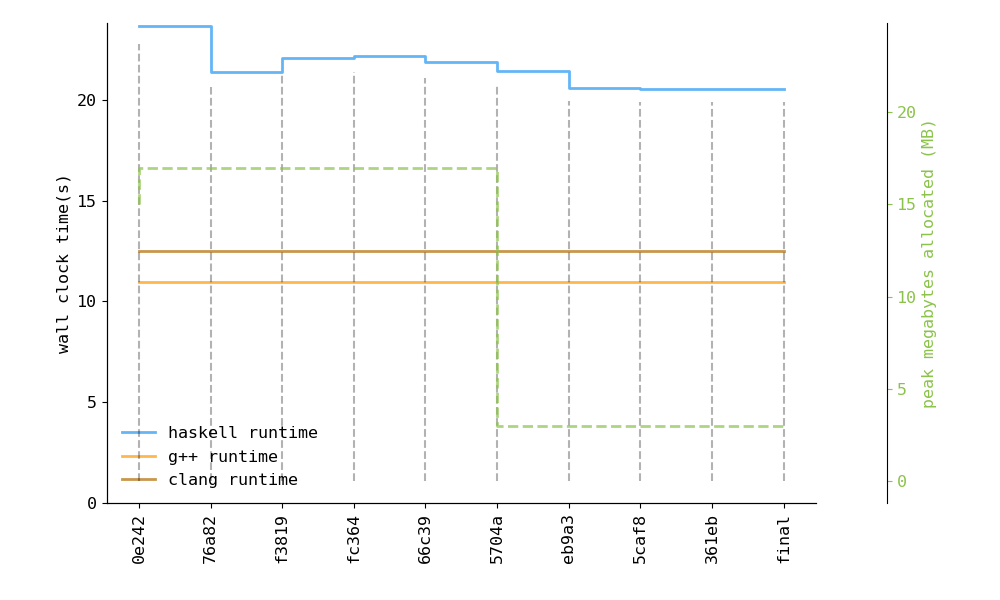 wall clock time(s)
20
15
10
5
0
haskell runtime
g++ runtime
clang runtime
0e242
76a82
f3819
fc364
66c39
5704a
eb9a3
5caf8
361eb
final
20
15
10
5
0
peak megabytes allocated (MB)